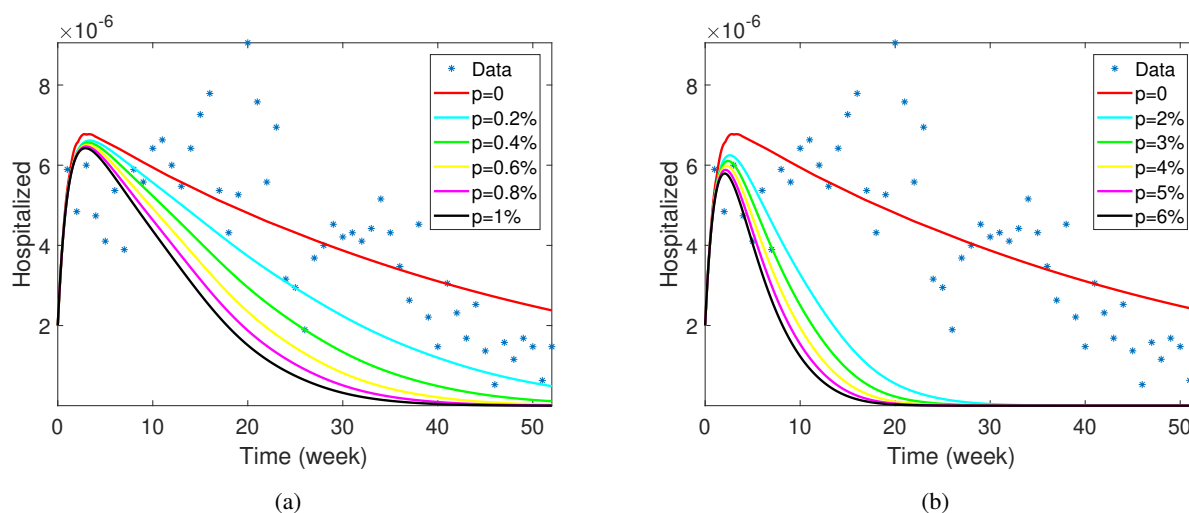 ×10⁻⁶
8
6
4
2
Hospitalized
0 10 20 30 40 50
Time (week)
Data
p=0
p=0.2%
p=0.4%
p=0.6%
p=0.8%
p=1%
(a)
×10⁻⁶
8
6
4
2
Hospitalized
0 10 20 30 40 50
Time (week)
Data
p=0
p=2%
p=3%
p=4%
p=5%
p=6%
(b)